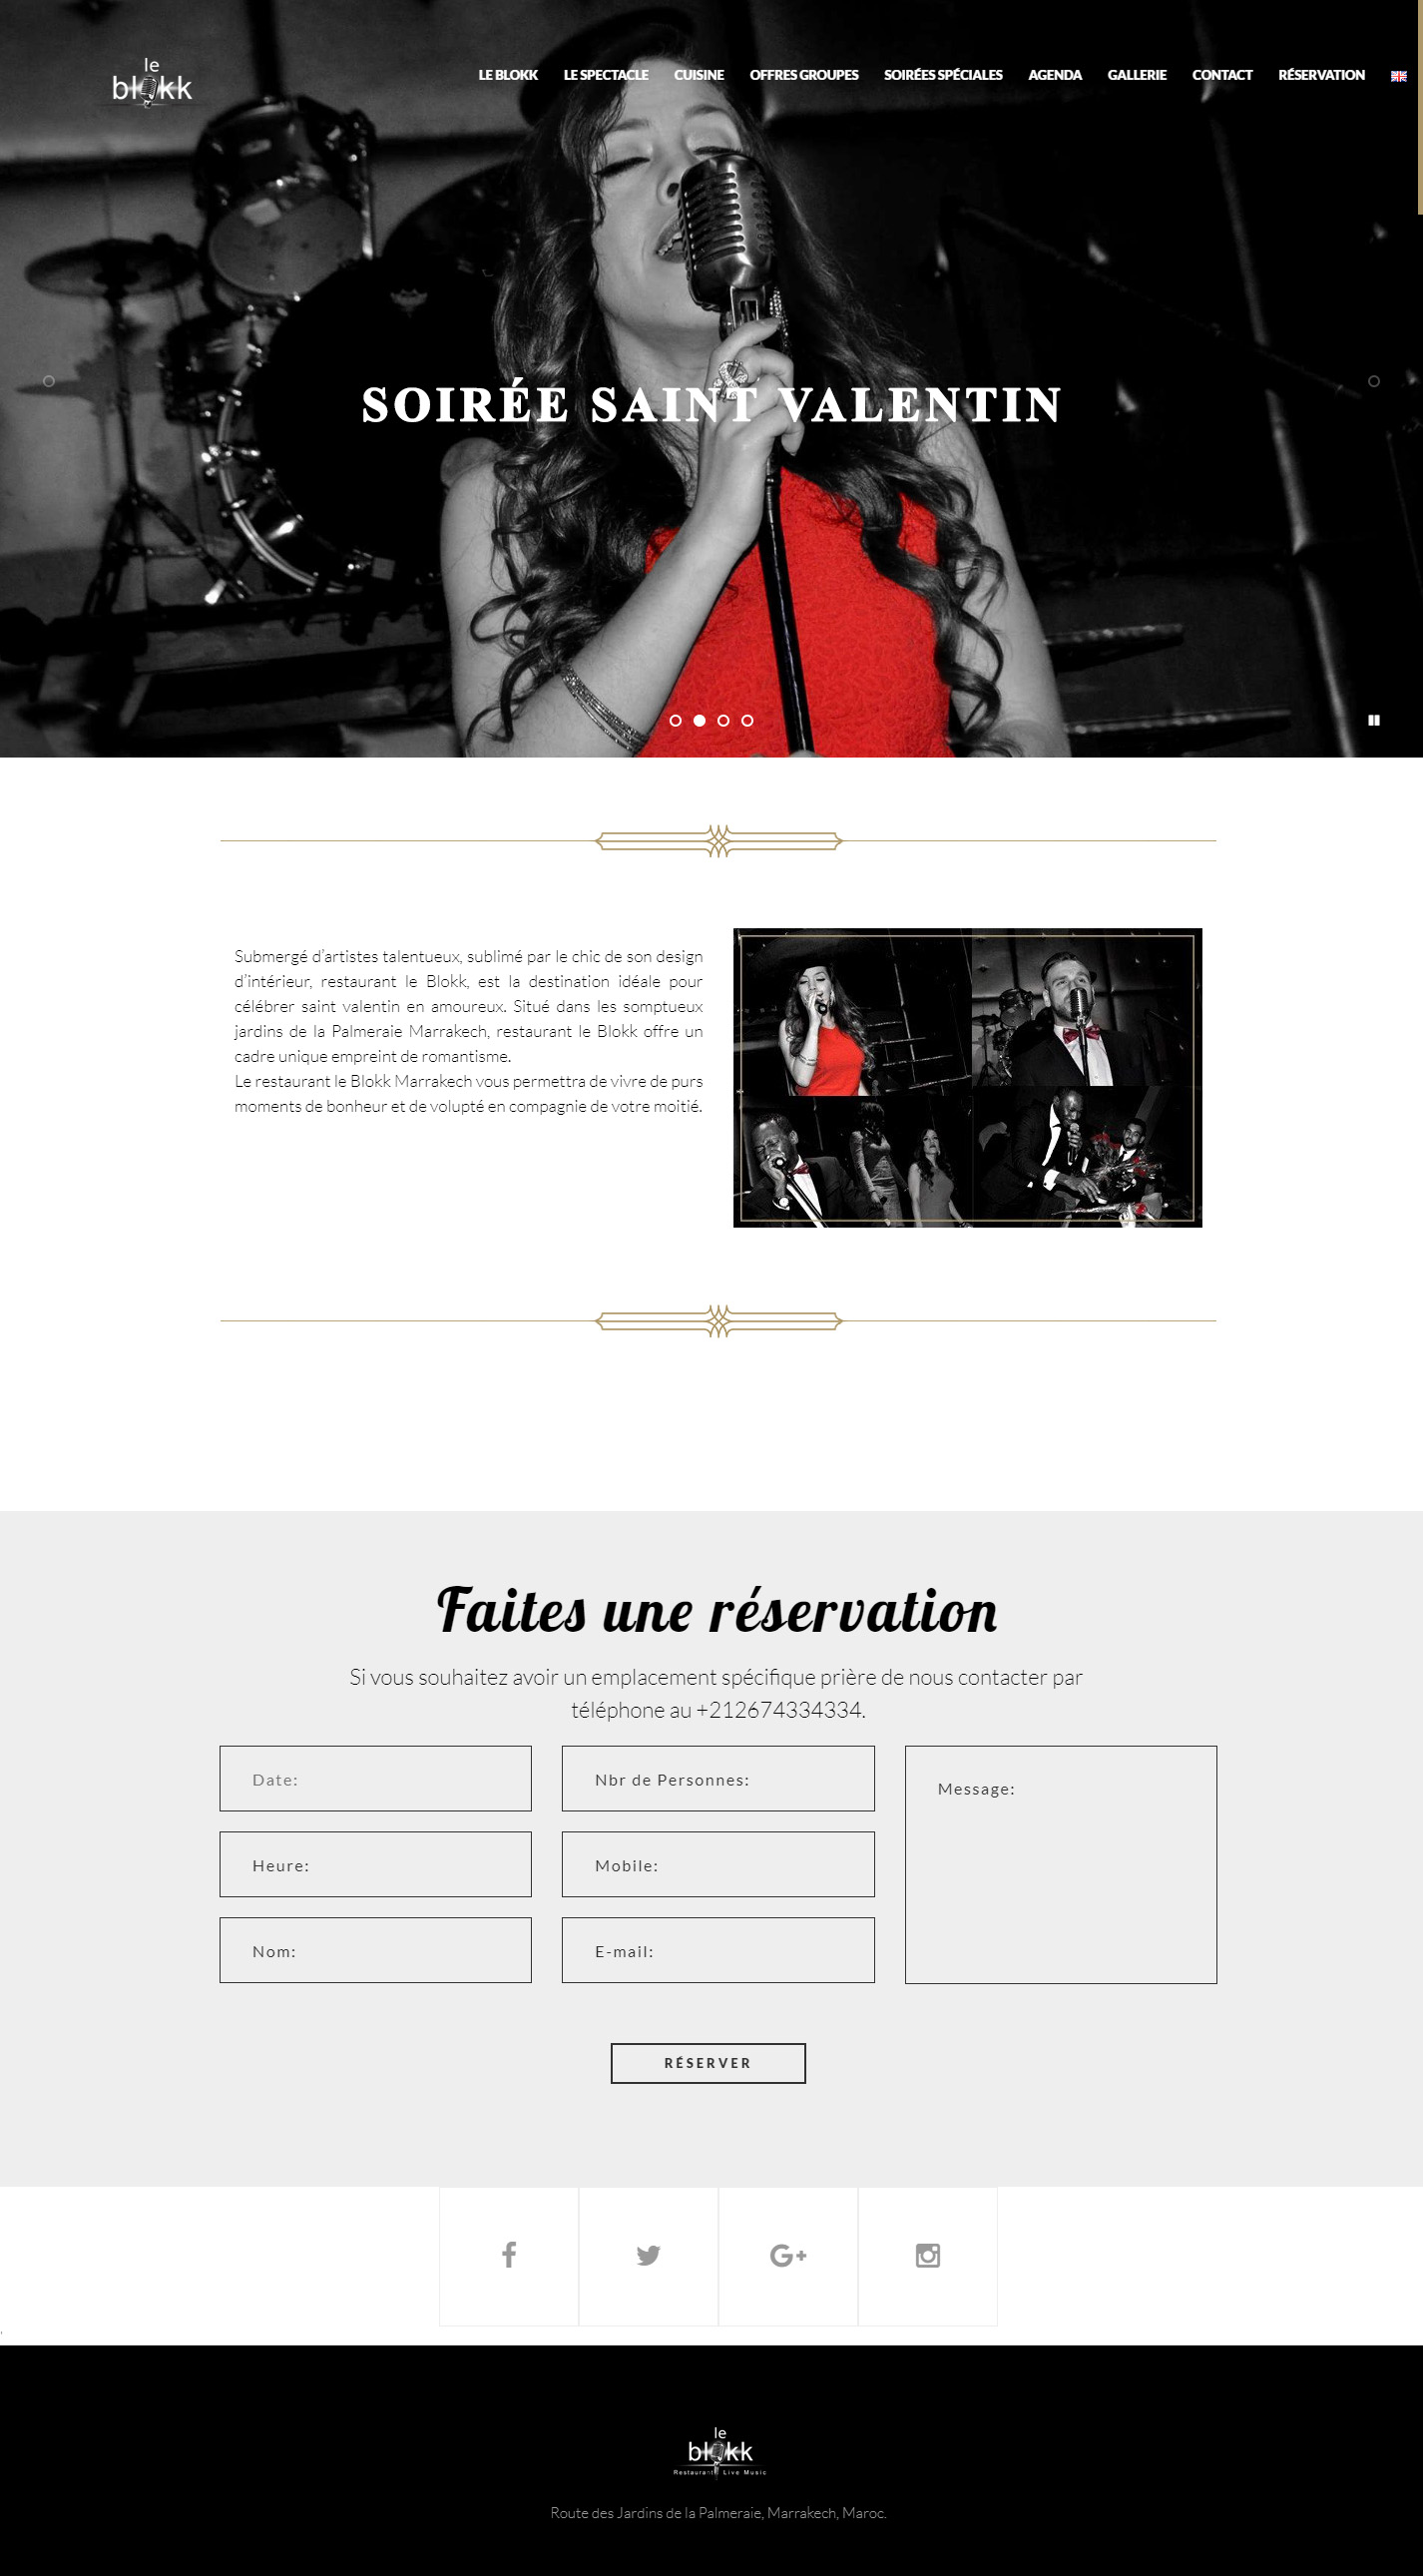 le
blokk
LE BLOKK LE SPECTACLE CUISINE OFFRES GROUPES SOIRÉES SPÉCIALES AGENDA GALLERIE CONTACT RÉSERVATION
SOIRÉE SAINT VALENTIN
Submergé d’artistes talentueux, sublimé par le chic de son design
d’intérieur, restaurant le Blokk, est la destination idéale pour
célébrer saint valentin en amoureux. Situé dans les somptueux
jardins de la Palmeraie Marrakech, restaurant le Blokk offre un
cadre unique empreint de romantisme.
Le restaurant le Blokk Marrakech vous permettra de vivre de purs
moments de bonheur et de volupté en compagnie de votre moitié.
Faites une réservation
Si vous souhaitez avoir un emplacement spécifique prière de nous contacter par
téléphone au +212674334334.
Date: Nbr de Personnes: Message:
Heure: Mobile:
Nom: E-mail:
RÉSERVER
le
blokk
Restaurant Live Music
Route des Jardins de la Palmeraie, Marrakech, Maroc.